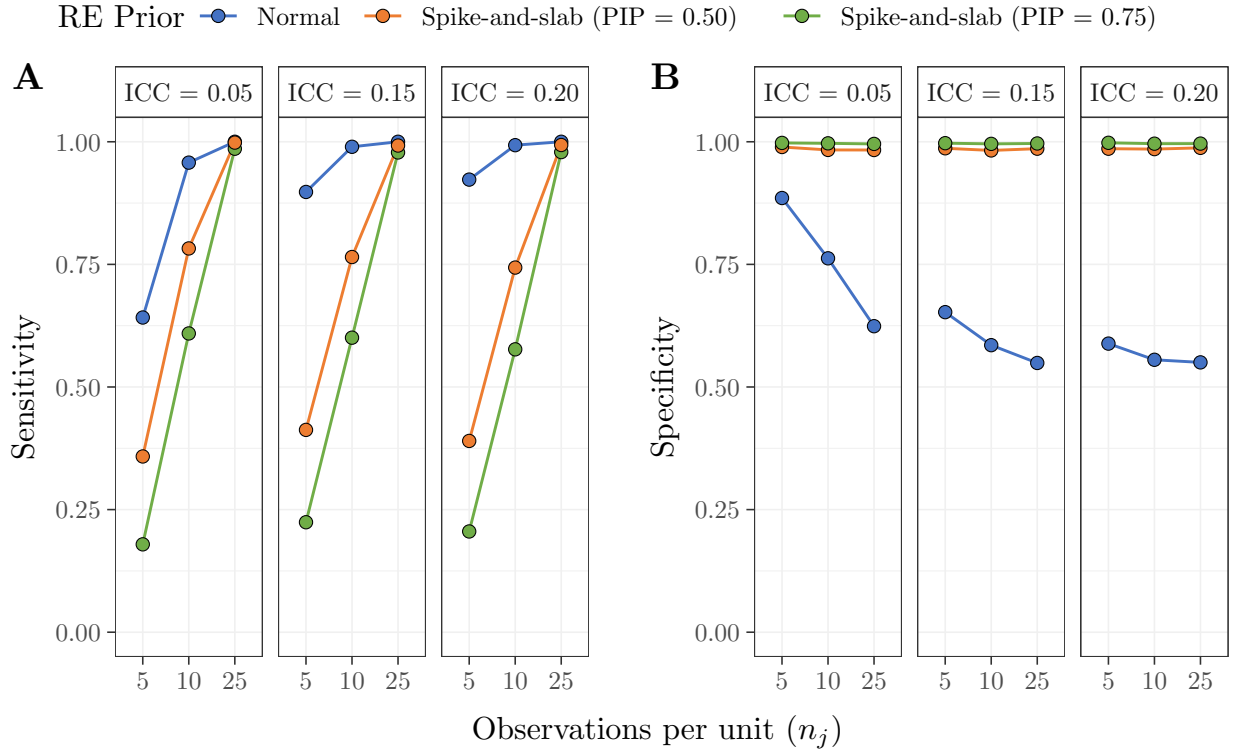 RE Prior Normal Spike-and-slab (PIP = 0.50) Spike-and-slab (PIP = 0.75)
A
ICC = 0.05 ICC = 0.15 ICC = 0.20
1.00
0.75
0.50
0.25
0.00
Sensitivity
5 10 25 5 10 25 5 10 25
B
ICC = 0.05 ICC = 0.15 ICC = 0.20
1.00
0.75
0.50
0.25
0.00
Specificity
5 10 25 5 10 25 5 10 25
Observations per unit (n_j)